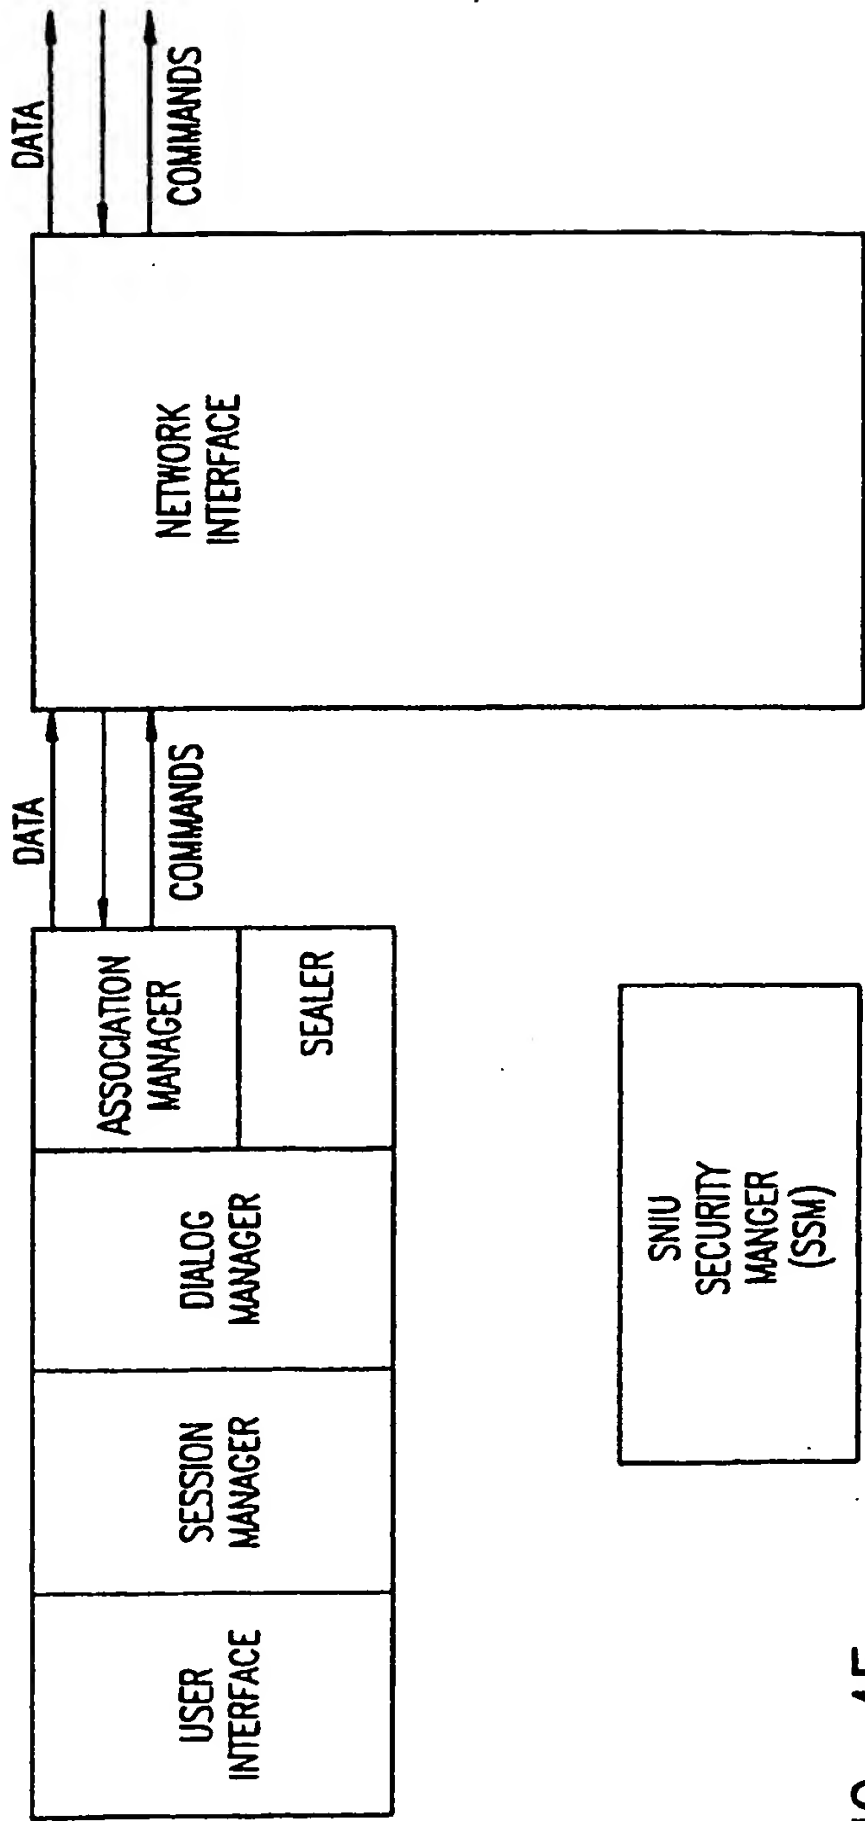 USER
INTERFACE
SESSION
MANAGER
DIALOG
MANAGER
ASSOCIATION
MANAGER
SEALER
DATA
COMMANDS
NETWORK
INTERFACE
DATA
COMMANDS
SNIU
SECURITY
MANGER
(SSM)